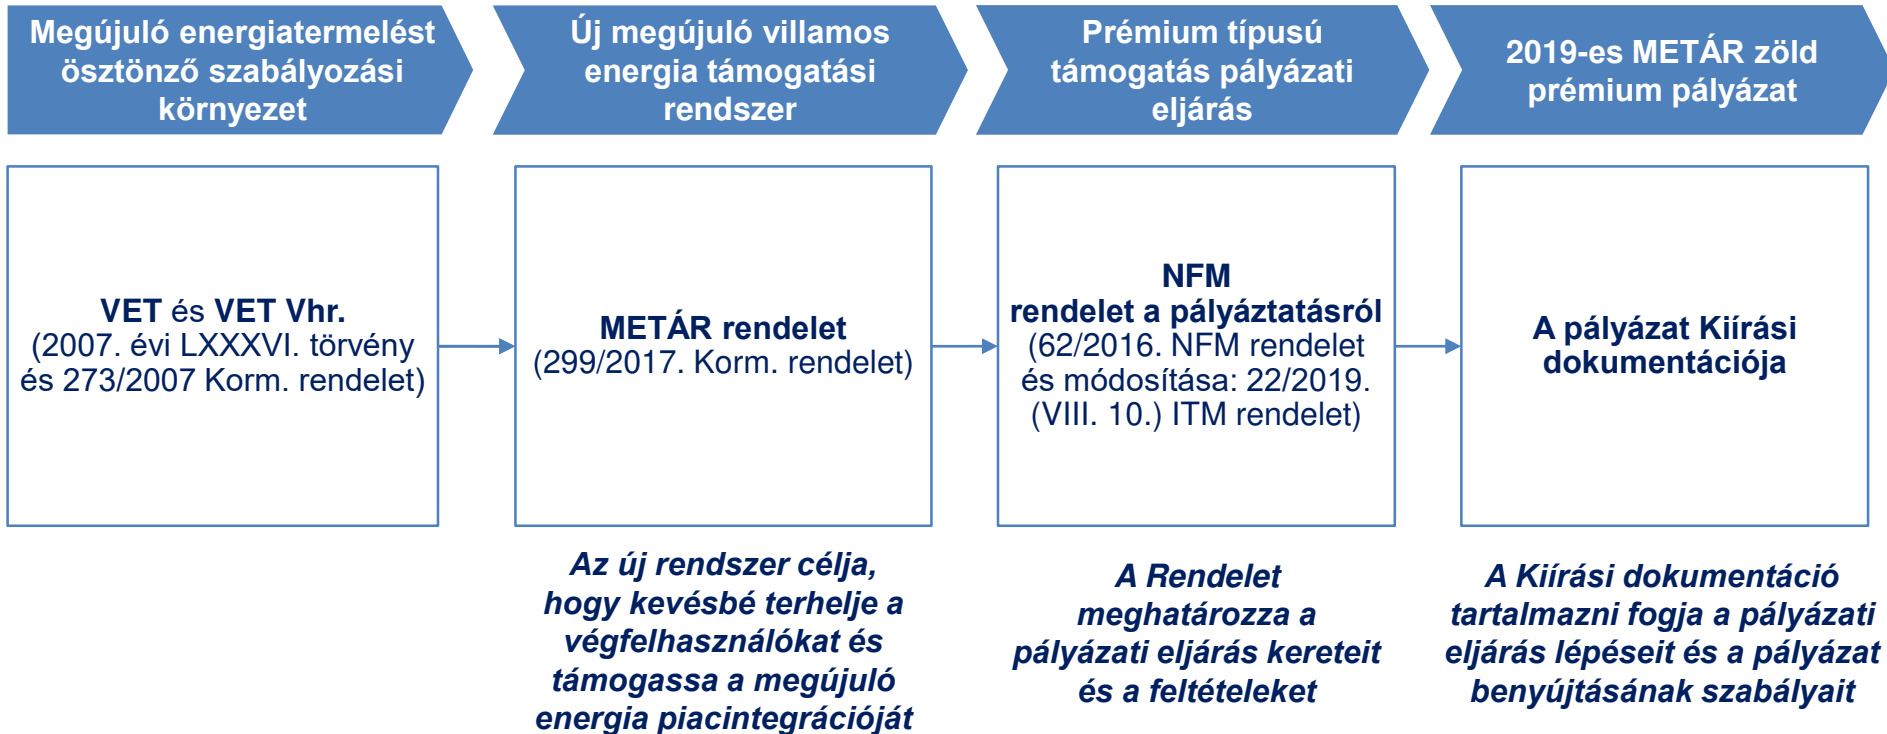 Megújuló energiatermelést
ösztönző szabályozási
környezet
Új megújuló villamos
energia támogatási
rendszer
Prémium típusú
támogatás pályázati
eljárás
2019-es METÁR zöld
prémium pályázat
VET és VET Vhr.
(2007. évi LXXXVI. törvény
és 273/2007 Korm. rendelet)
METÁR rendelet
(299/2017. Korm. rendelet)
NFM
rendelet a pályáztatásról
(62/2016. NFM rendelet
és módosítása: 22/2019.
(VIII. 10.) ITM rendelet)
A pályázat Kiírási
dokumentációja
Az új rendszer célja,
hogy kevésbé terhelje a
végfelhasználókat és
támogassa a megújuló
energia piacintegrációját
A Rendelet
meghatározza a
pályázati eljárás kereteit
és a feltételeket
A Kiírási dokumentáció
tartalmazni fogja a pályázati
eljárás lépéseit és a pályázat
benyújtásának szabályait